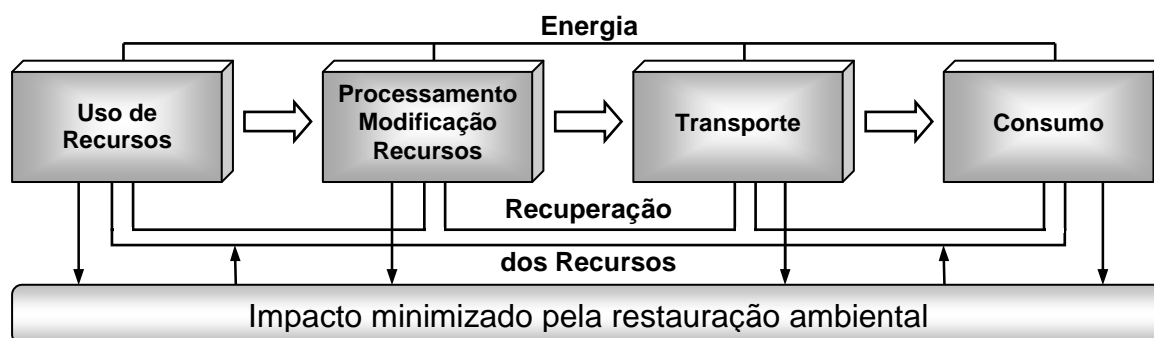 Energia
Uso de
Recursos
Processamento
Modificação
Recursos
Transporte
Consumo
Recuperação
dos Recursos
Impacto minimizado pela restauração ambiental